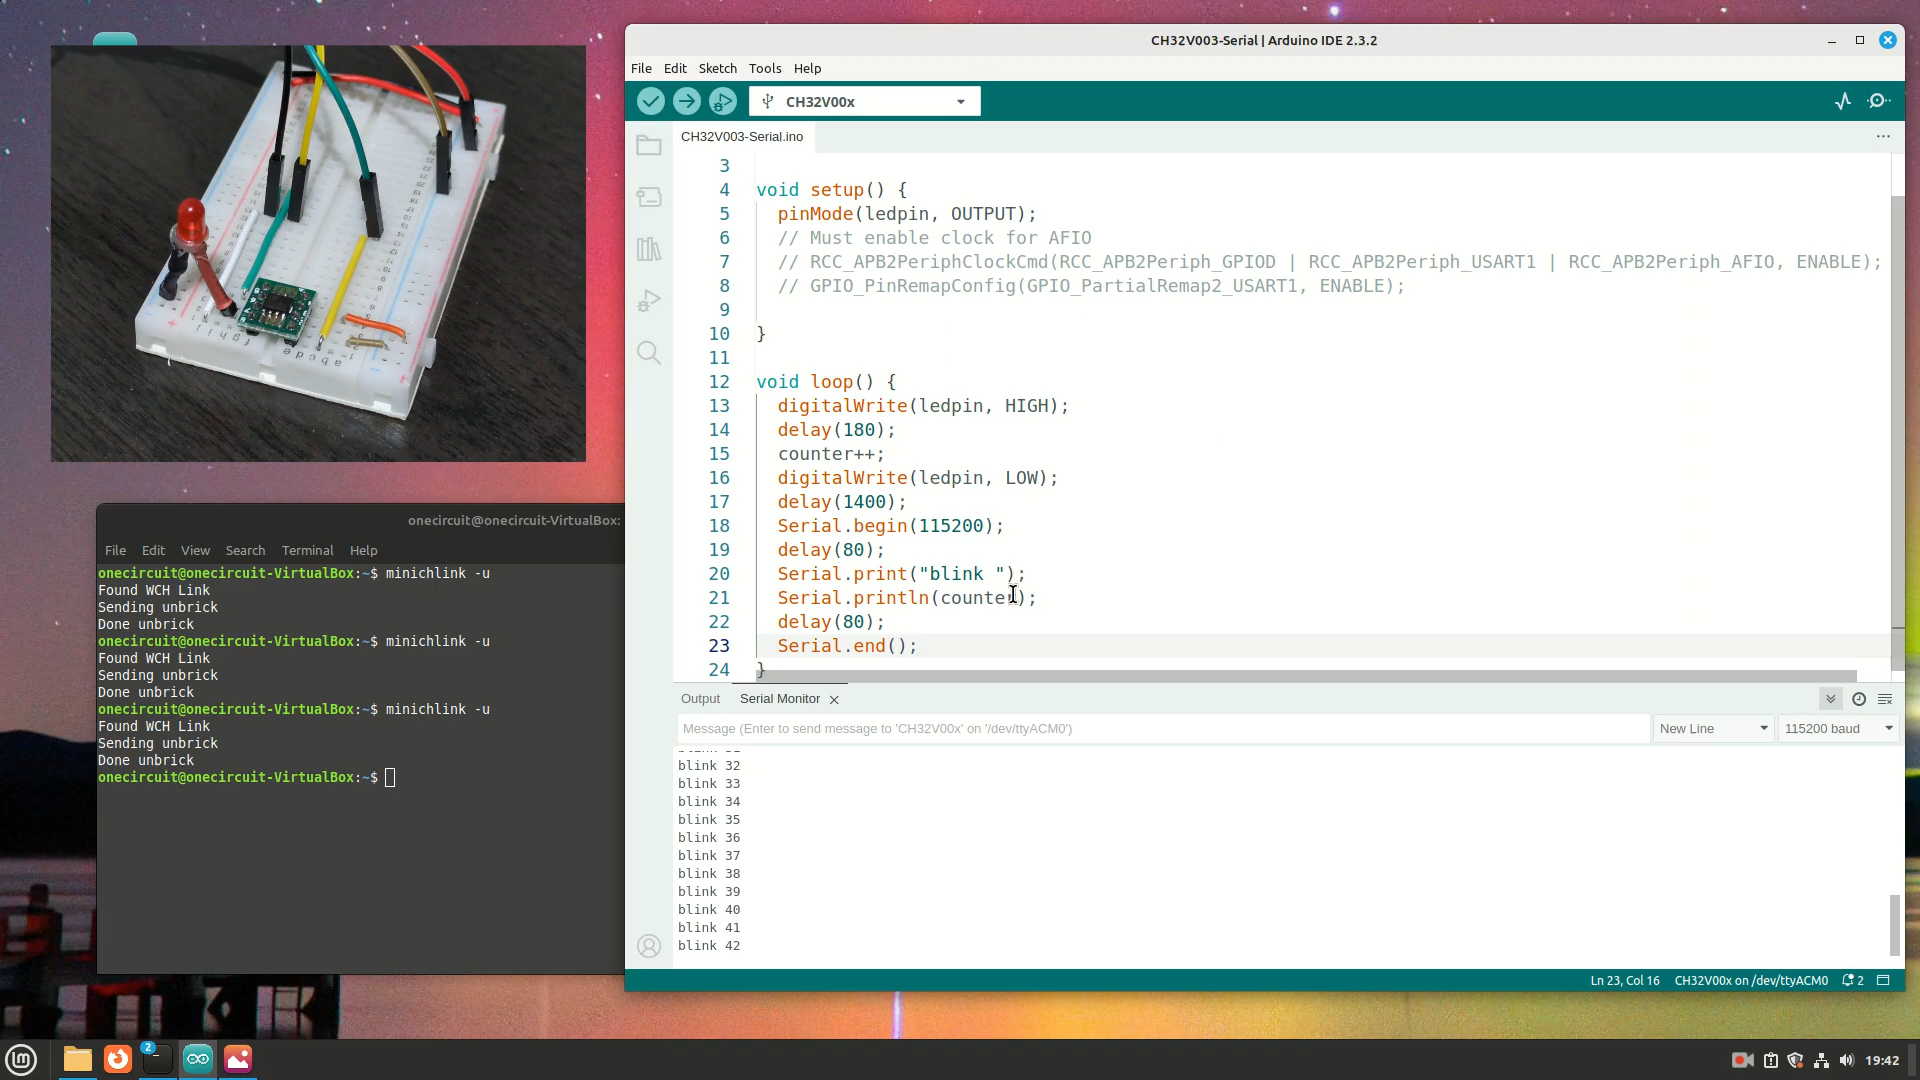 CH32V003-Serial | Arduino IDE 2.3.2
File Edit Sketch Tools Help
CH32V00x
CH32V003-Serial.ino
3
4 void setup() {
5 pinMode(ledpin, OUTPUT);
6 // Must enable clock for AFIO
7 // RCC_APB2PeriphClockCmd(RCC_APB2Periph_GPIOD | RCC_APB2Periph_USART1 | RCC_APB2Periph_AFIO, ENABLE);
8 // GPIO_PinRemapConfig(GPIO_PartialRemap2_USART1, ENABLE);
9
10 }
11
12 void loop() {
13 digitalWrite(ledpin, HIGH);
14 delay(180);
15 counter++;
16 digitalWrite(ledpin, LOW);
17 delay(1400);
18 Serial.begin(115200);
19 delay(80);
20 Serial.print("blink ");
21 Serial.println(counter);
22 delay(80);
23 Serial.end();
24 }
Output Serial Monitor
Message (Enter to send message to 'CH32V00x' on '/dev/ttyACM0')
New Line 115200 baud
blink 32
blink 33
blink 34
blink 35
blink 36
blink 37
blink 38
blink 39
blink 40
blink 41
blink 42
Ln 23, Col 16 CH32V00x on /dev/ttyACM0 2
onecircuit@onecircuit-VirtualBox:
File Edit View Search Terminal Help
onecircuit@onecircuit-VirtualBox:~$ minichlink -u
Found WCH Link
Sending unbrick
Done unbrick
onecircuit@onecircuit-VirtualBox:~$ minichlink -u
Found WCH Link
Sending unbrick
Done unbrick
onecircuit@onecircuit-VirtualBox:~$ minichlink -u
Found WCH Link
Sending unbrick
Done unbrick
onecircuit@onecircuit-VirtualBox:~$
2
19:42